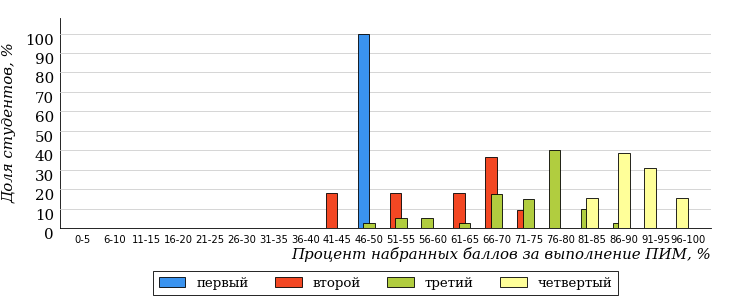 Доля студентов, %
100
90
80
70
60
50
40
30
20
10
0
0-5 6-10 11-15 16-20 21-25 26-30 31-35 36-40 41-45 46-50 51-55 56-60 61-65 66-70 71-75 76-80 81-85 86-90 91-95 96-100
Процент набранных баллов за выполнение ПИМ, %
первый второй третий четвертый